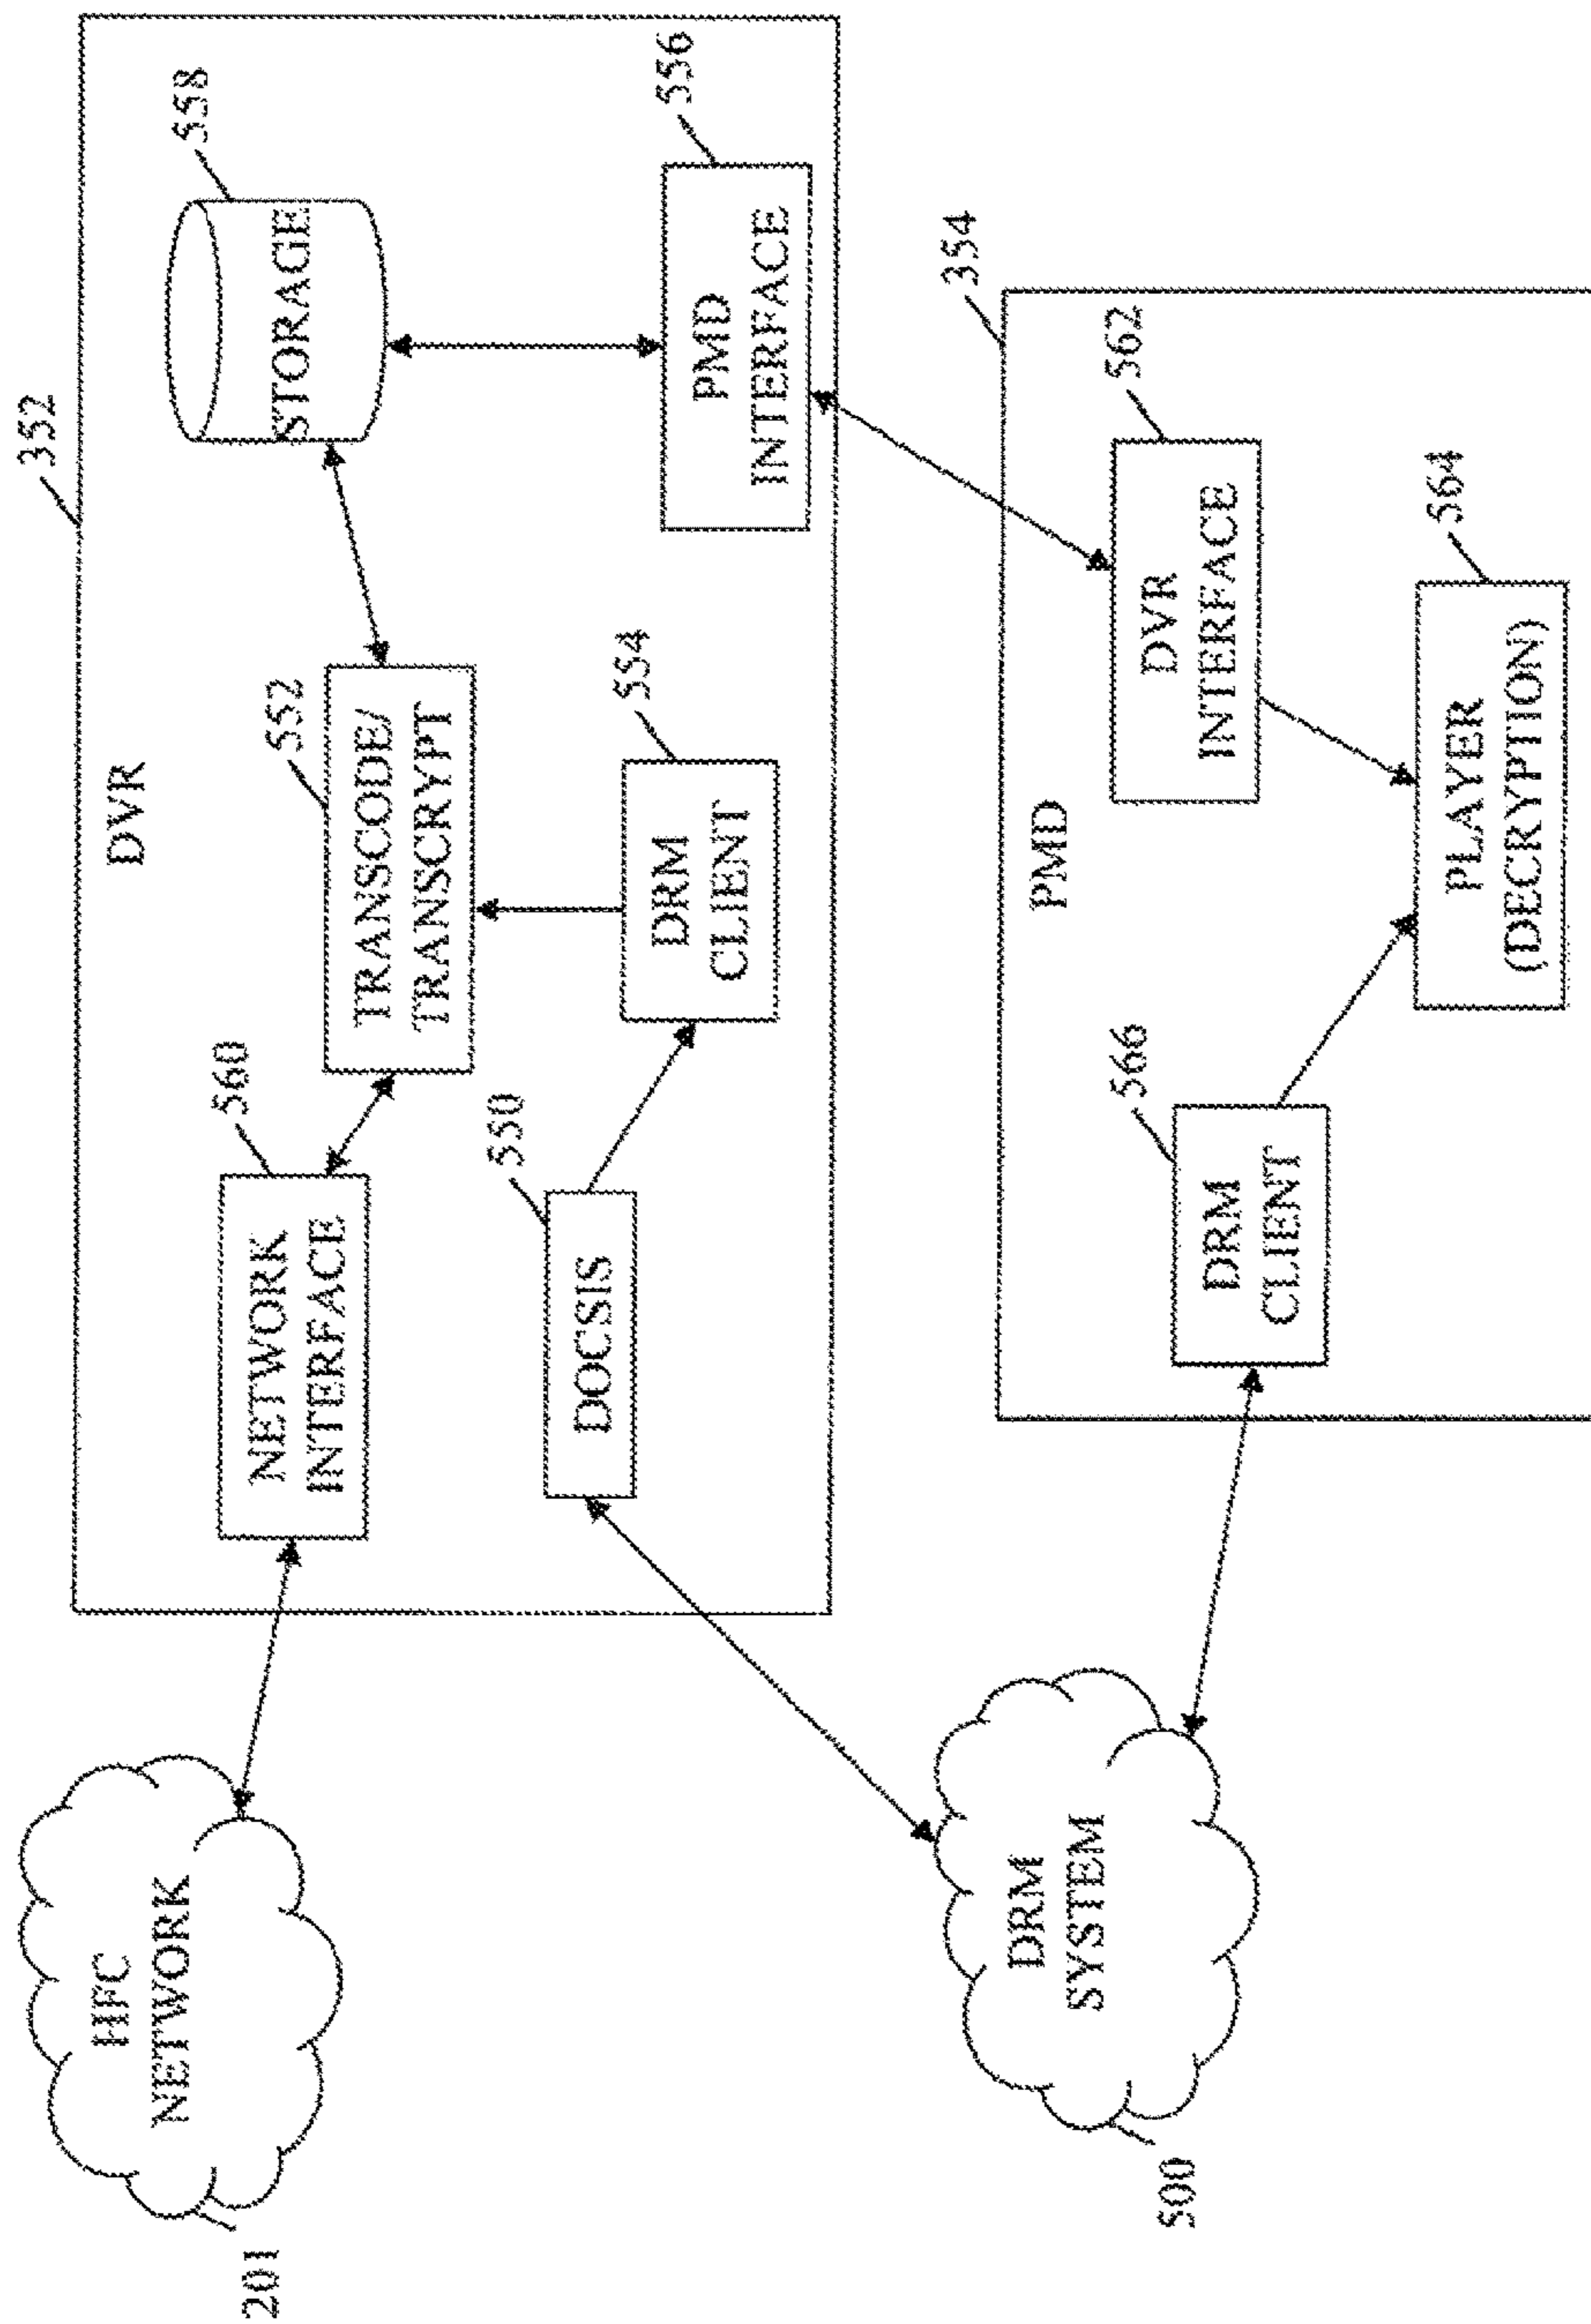 352
DVR
201
HFC
NETWORK
560
NETWORK
INTERFACE
552
TRANSCODE/
TRANSCRYPT
558
STORAGE
550
DOCSIS
554
DRM
CLIENT
556
PMD
INTERFACE
500
DRM
SYSTEM
354
PMD
566
DRM
CLIENT
562
DVR
INTERFACE
564
PLAYER
(DECRYPTION)